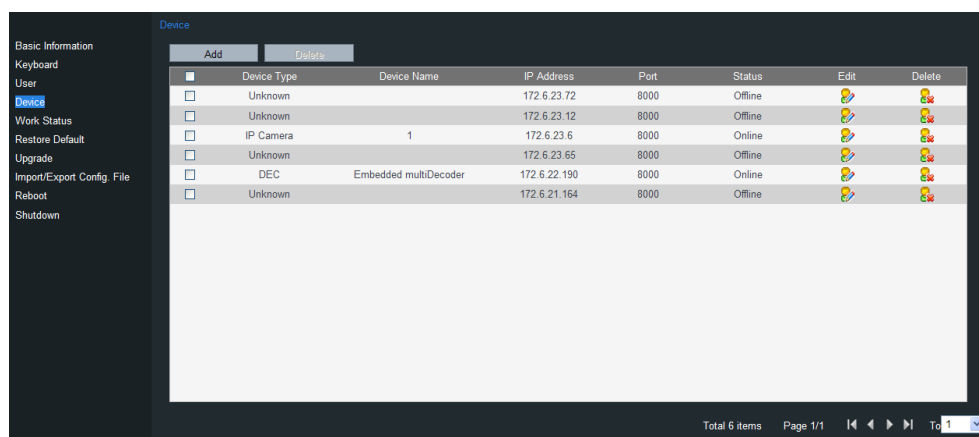 Device
Basic Information
Keyboard
User
Device
Work Status
Restore Default
Upgrade
Import/Export Config. File
Reboot
Shutdown
Add Delete
Device Type Device Name IP Address Port Status Edit Delete
Unknown 172.6.23.72 8000 Offline
Unknown 172.6.23.12 8000 Offline
IP Camera 1 172.6.23.6 8000 Online
Unknown 172.6.23.65 8000 Offline
DEC Embedded multiDecoder 172.6.22.190 8000 Online
Unknown 172.6.21.164 8000 Offline
Total 6 items Page 1/1 To 1